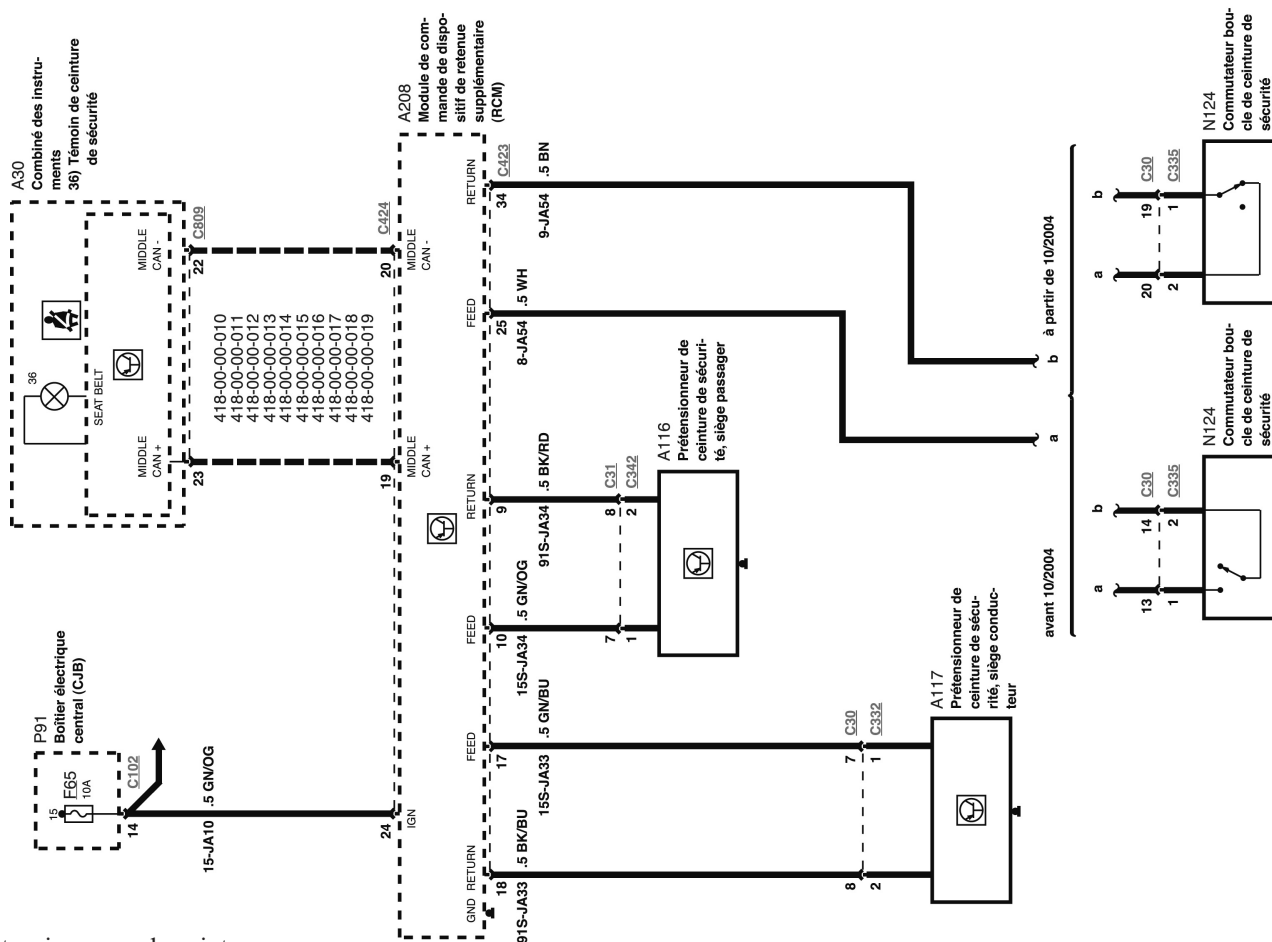 A30
Combiné des instru-
ments
36) Témoin de ceinture
de sécurité
36
SEAT BELT
MIDDLE
CAN +
MIDDLE
CAN -
23
22
C809
P91
Boîtier électrique
central (CJB)
15
F65
10A
14
C102
15-JA10
.5 GN/OG
418-00-00-010
418-00-00-011
418-00-00-012
418-00-00-013
418-00-00-014
418-00-00-015
418-00-00-016
418-00-00-017
418-00-00-018
418-00-00-019
24
19
20
C424
IGN
MIDDLE
CAN +
MIDDLE
CAN -
A208
Module de com-
mande de dispo-
sitif de retenue
supplémentaire
(RCM)
GND
RETURN
FEED
FEED
RETURN
FEED
RETURN
18
17
10
9
25
34
C423
91S-JA33
.5 BK/BU
15S-JA33
.5 GN/BU
15S-JA34
.5 GN/OG
91S-JA34
.5 BK/RD
8-JA54
.5 WH
9-JA54
.5 BN
7
8
C31
1
2
C342
A116
Prétensionneur de
ceinture de sécuri-
té, siège passager
8
7
C30
2
1
C332
A117
Prétensionneur de
ceinture de sécu-
rité, siège conduc-
teur
a
b
avant 10/2004
à partir de 10/2004
a
b
13
14
C30
1
2
C335
N124
Commutateur bou-
cle de ceinture de
sécurité
a
b
20
19
C30
2
1
C335
N124
Commutateur bou-
cle de ceinture de
sécurité